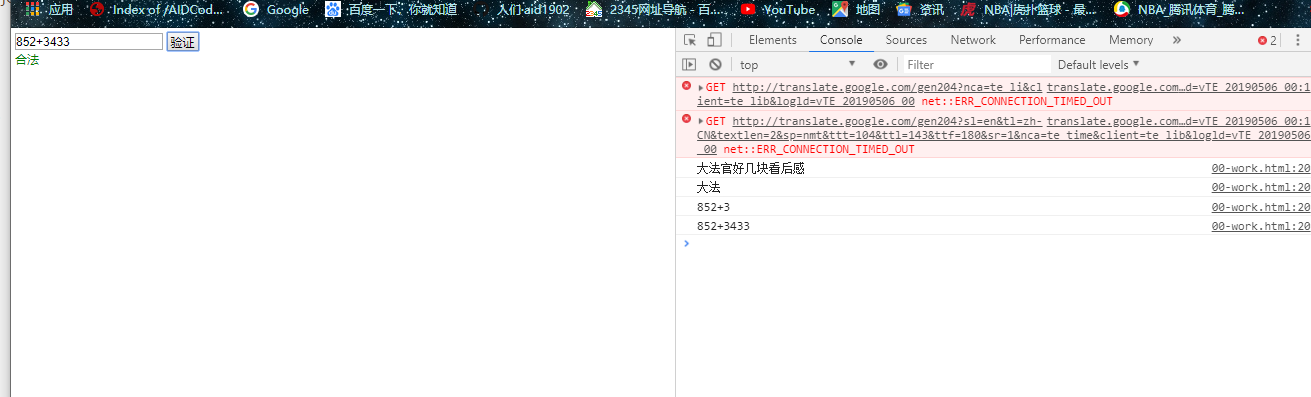 应用 Index of /AIDCod... Google 百度一下，你就知道 人们·aid1902 2345网址导航 - 百... YouTube 地图 资讯 NBA|虎扑篮球 - 最... NBA_腾讯体育_腾...
852+3433 验证
合法
Elements Console Sources Network Performance Memory » 2
top Filter Default levels
GET http://translate.google.com/gen204?nca=te_li&cl translate.google.com…d=vTE_20190506_00:1
ient=te_lib&logld=vTE_20190506_00 net::ERR_CONNECTION_TIMED_OUT
GET http://translate.google.com/gen204?sl=en&tl=zh- translate.google.com…d=vTE_20190506_00:1
CN&textlen=2&sp=nmt&ttt=104&ttl=143&ttf=180&sr=1&nca=te_time&client=te_lib&logld=vTE_20190506
_00 net::ERR_CONNECTION_TIMED_OUT
大法官好几块看后感 00-work.html:20
大法 00-work.html:20
852+3 00-work.html:20
852+3433 00-work.html:20